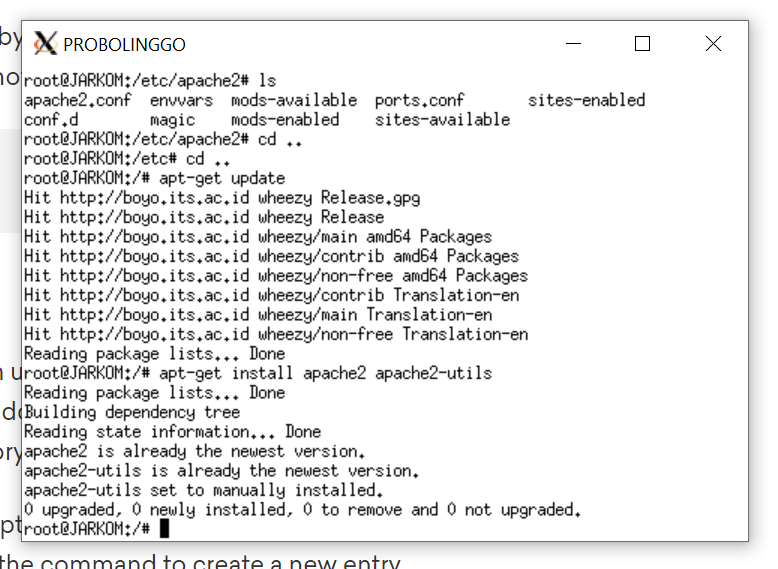 by
PROBOLINGGO
no
root@JARKOM:/etc/apache2# ls
apache2.conf envvars mods-available ports.conf sites-enabled
conf.d magic mods-enabled sites-available
root@JARKOM:/etc/apache2# cd ..
root@JARKOM:/etc# cd ..
root@JARKOM:/# apt-get update
Hit http://boyo.its.ac.id wheezy Release.gpg
Hit http://boyo.its.ac.id wheezy Release
Hit http://boyo.its.ac.id wheezy/main amd64 Packages
Hit http://boyo.its.ac.id wheezy/contrib amd64 Packages
Hit http://boyo.its.ac.id wheezy/non-free amd64 Packages
Hit http://boyo.its.ac.id wheezy/contrib Translation-en
Hit http://boyo.its.ac.id wheezy/main Translation-en
Hit http://boyo.its.ac.id wheezy/non-free Translation-en
Reading package lists... Done
root@JARKOM:/# apt-get install apache2 apache2-utils
Reading package lists... Done
Building dependency tree
Reading state information... Done
apache2 is already the newest version.
apache2-utils is already the newest version.
apache2-utils set to manually installed.
0 upgraded, 0 newly installed, 0 to remove and 0 not upgraded.
root@JARKOM:/#
the command to create a new entry